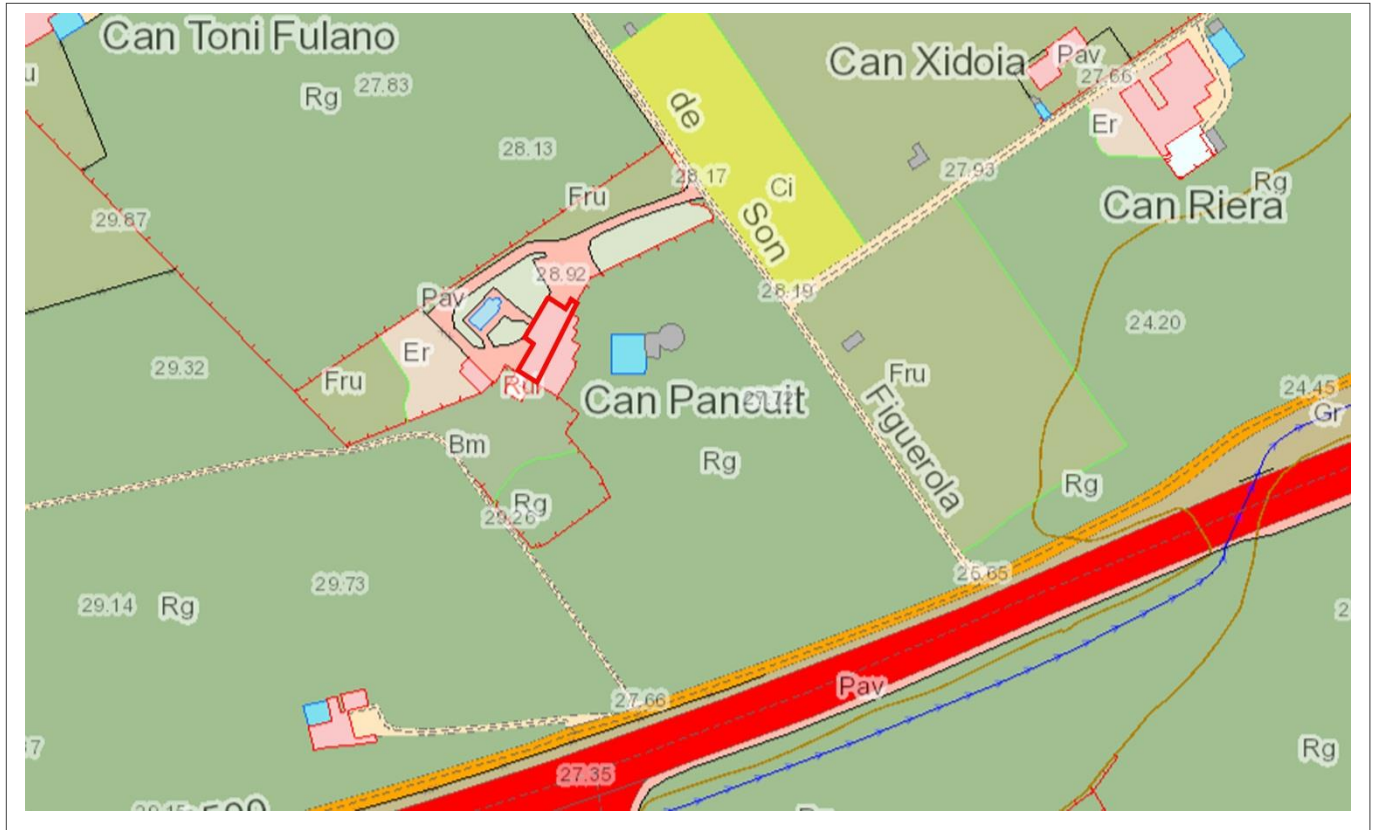 Can Toni Fulano
Can Xidoia
Pav
27.66
Rg
27.83
de
Er
28.13
28.17
Ci
27.93
Rg
Fru
Can Riera
29.87
Son
28.92
28.19
Pav
24.20
Er
29.32
Fru
Fru
24.45
Can Pancuit
Figuerola
Gr
Bm
Rg
Rg
Rg
29.26
29.73
29.14
Rg
27.66
Pav
Rg
27.35